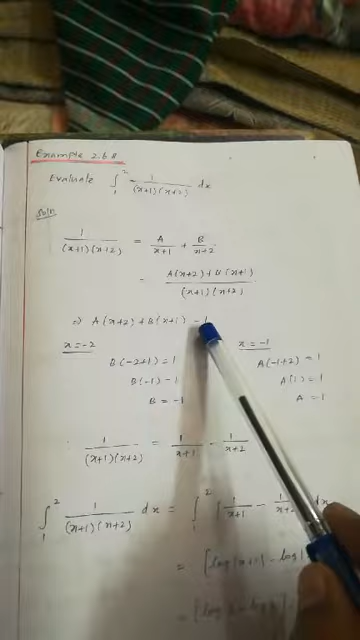 Example 2.61
Evaluate ∫₁² 1/((x+1)(x+2)) dx
Soln
1/((x+1)(x+2)) = A/(x+1) + B/(x+2)
= (A(x+2) + B(x+1))/((x+1)(x+2))
⇒ A(x+2) + B(x+1) = 1
x = -2 x = -1
B(-2+1) = 1 A(-1+2) = 1
B(-1) = 1 A(1) = 1
B = -1 A = 1
∴ 1/((x+1)(x+2)) = 1/(x+1) - 1/(x+2)
∫₁² 1/((x+1)(x+2)) dx = ∫₁² [1/(x+1) - 1/(x+2) dx
= [log(x+1) - log